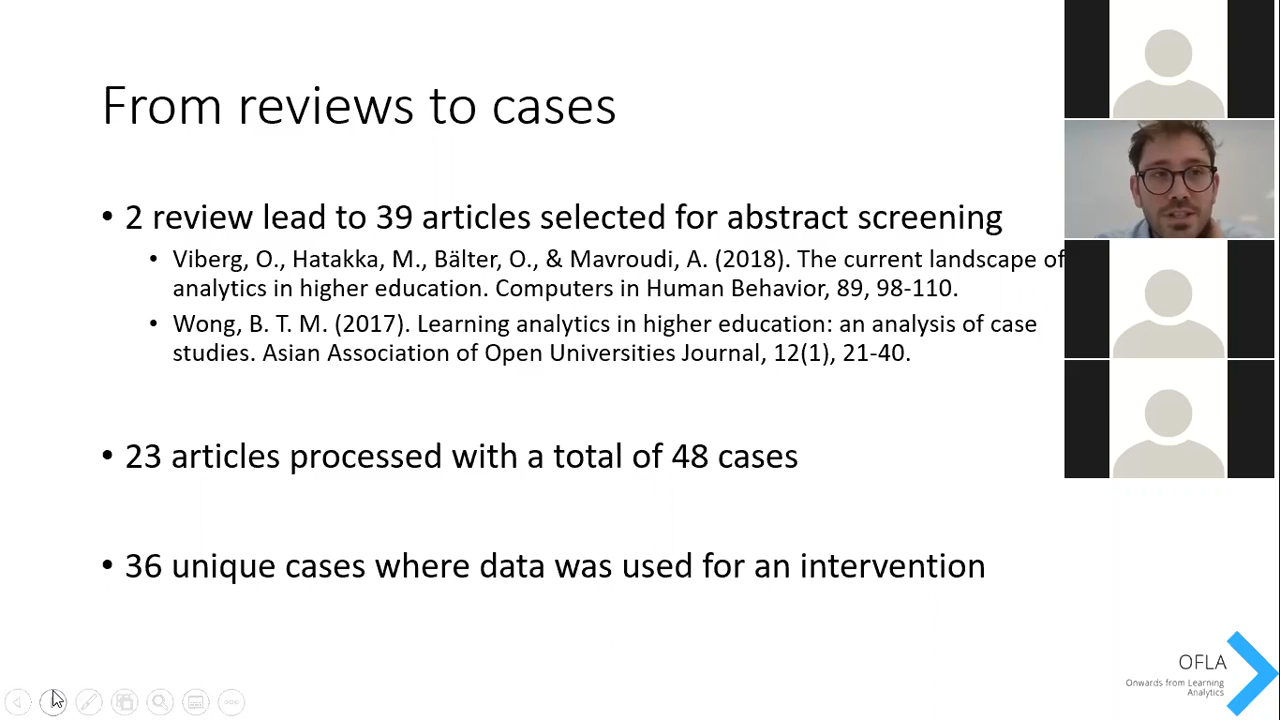 From reviews to cases
• 2 review lead to 39 articles selected for abstract screening
• Viberg, O., Hatakka, M., Bälter, O., & Mavroudi, A. (2018). The current landscape of
analytics in higher education. Computers in Human Behavior, 89, 98-110.
• Wong, B. T. M. (2017). Learning analytics in higher education: an analysis of case
studies. Asian Association of Open Universities Journal, 12(1), 21-40.
• 23 articles processed with a total of 48 cases
• 36 unique cases where data was used for an intervention
OFLA
Onwards from Learning
Analytics